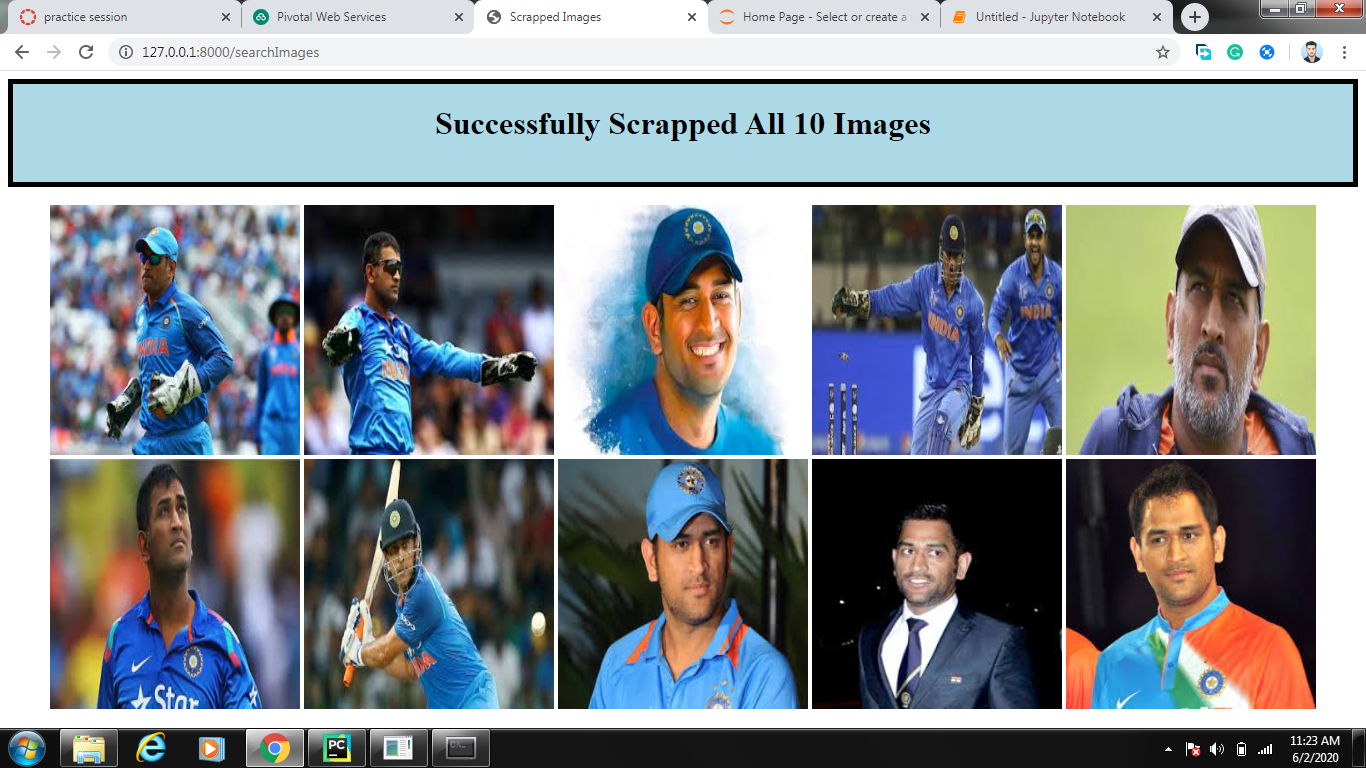 practice session
Pivotal Web Services
Scrapped Images
Home Page - Select or create a
Untitled - Jupyter Notebook
127.0.0.1:8000/searchImages
Successfully Scrapped All 10 Images
INDIA
INDIA
INDIA
Star
PC
11:23 AM
6/2/2020